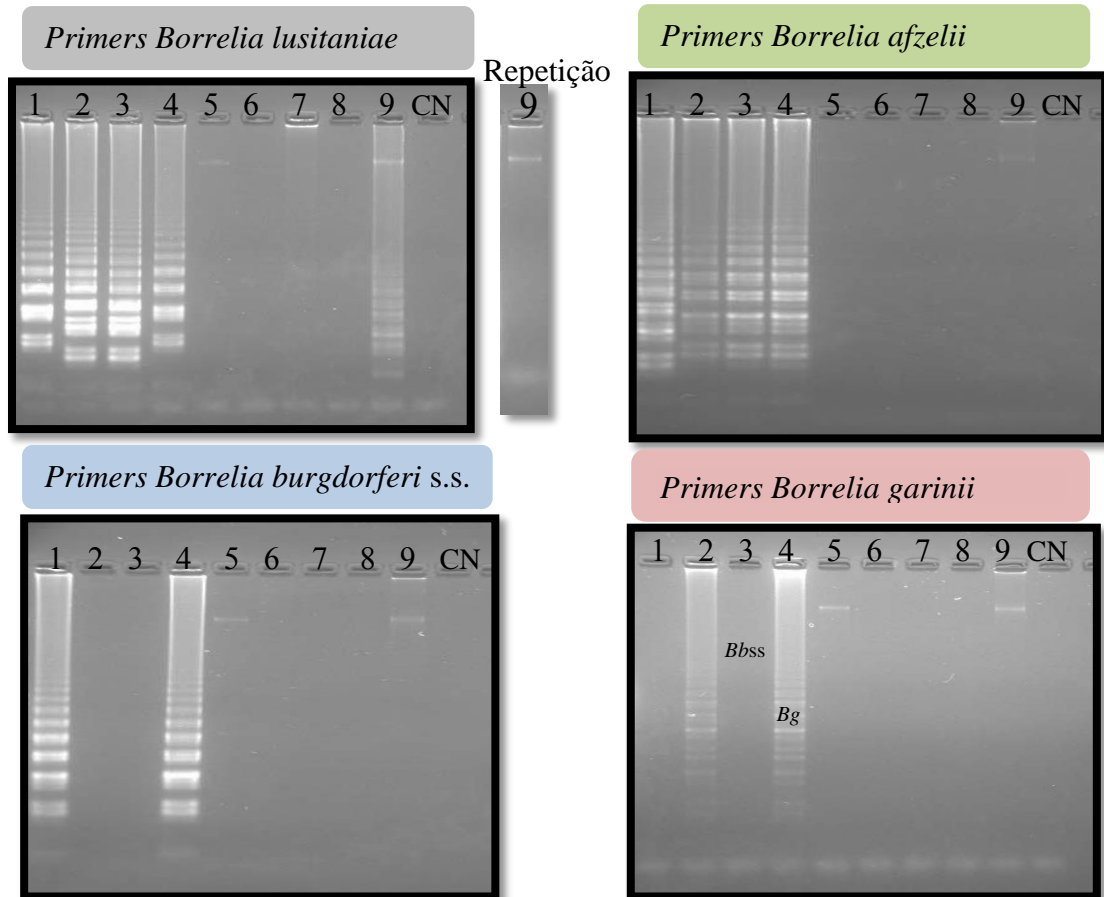 Primers Borrelia lusitaniae
1 2 3 4 5 6 7 8 9 CN
Repetição
9
Primers Borrelia afzelii
1 2 3 4 5 6 7 8 9 CN
Primers Borrelia burgdorferi s.s.
1 2 3 4 5 6 7 8 9 CN
Primers Borrelia garinii
1 2 3 4 5 6 7 8 9 CN
Bbss
Bg